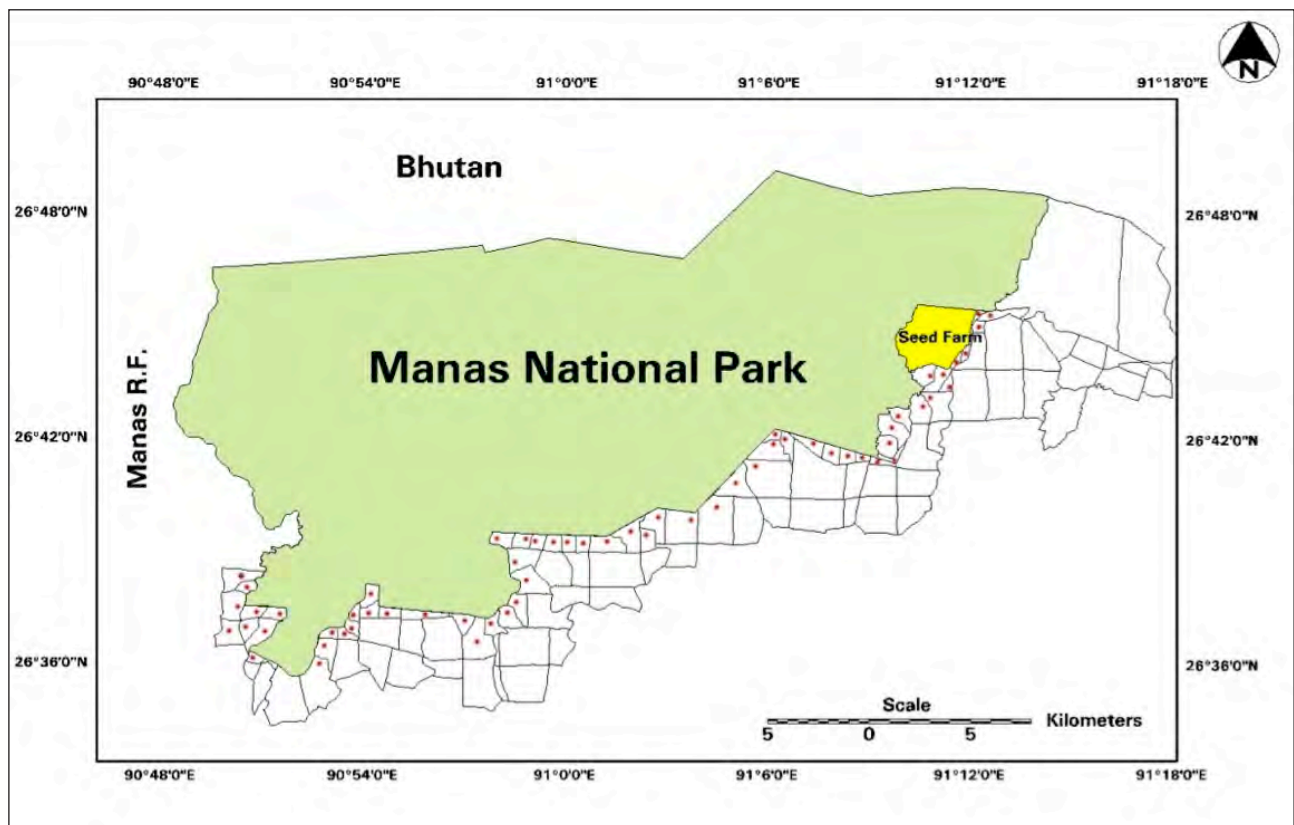 N
90°48'0"E 90°54'0"E 91°0'0"E 91°6'0"E 91°12'0"E 91°18'0"E
Bhutan
26°48'0"N 26°48'0"N
Seed Farm
Manas National Park
Manas R.F.
26°42'0"N 26°42'0"N
26°36'0"N 26°36'0"N
Scale
Kilometers
5 0 5
90°48'0"E 90°54'0"E 91°0'0"E 91°6'0"E 91°12'0"E 91°18'0"E